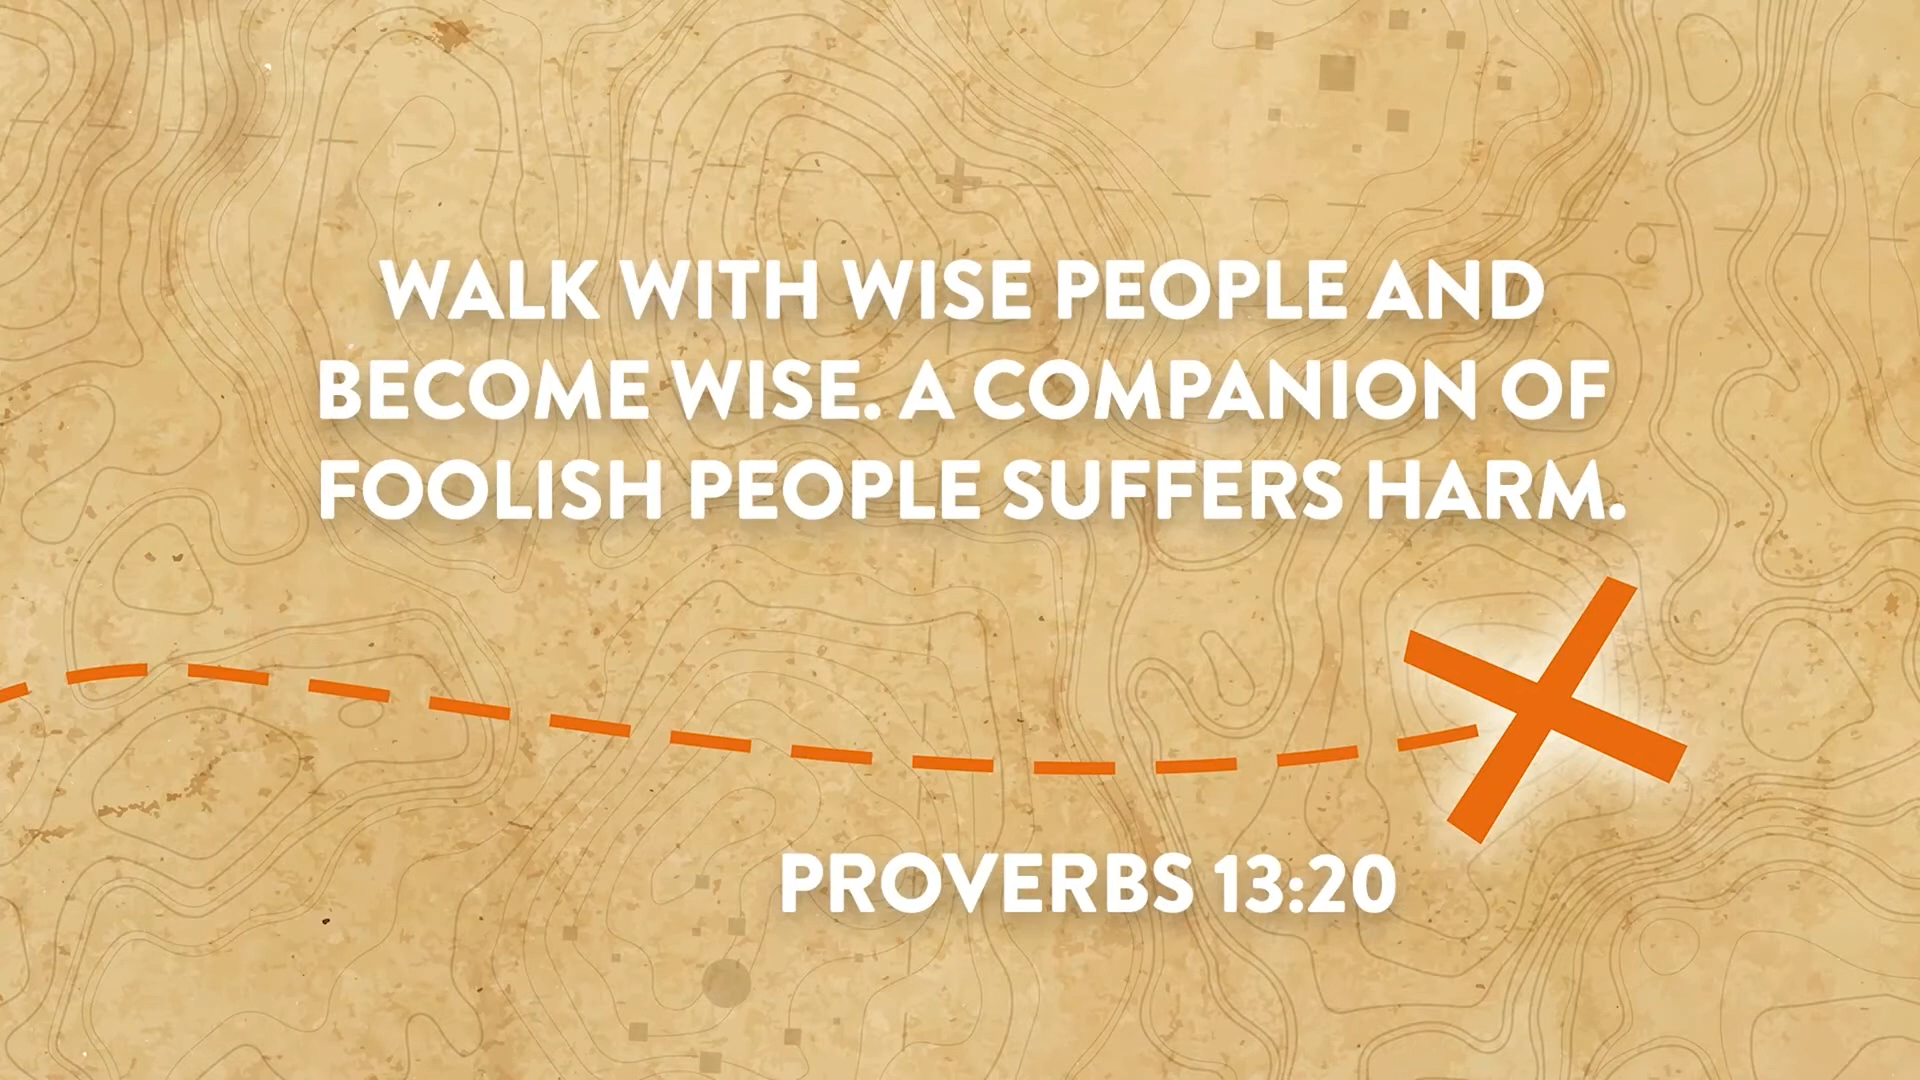 WALK WITH WISE PEOPLE AND
BECOME WISE. A COMPANION OF
FOOLISH PEOPLE SUFFERS HARM.
PROVERBS 13:20